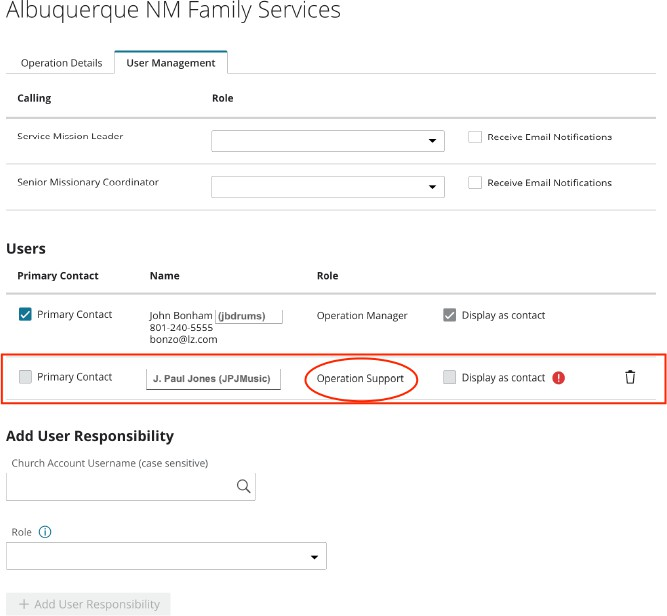 Albuquerque NM Family Services
Operation Details User Management
Calling Role
Service Mission Leader Receive Email Notifications
Senior Missionary Coordinator Receive Email Notifications
Users
Primary Contact Name Role
Primary Contact John Bonham (jbdrums) Operation Manager Display as contact
801-240-5555
bonzo@lz.com
Primary Contact J. Paul Jones (JPJMusic) Operation Support Display as contact !
Add User Responsibility
Church Account Username (case sensitive)
Role i
+ Add User Responsibility